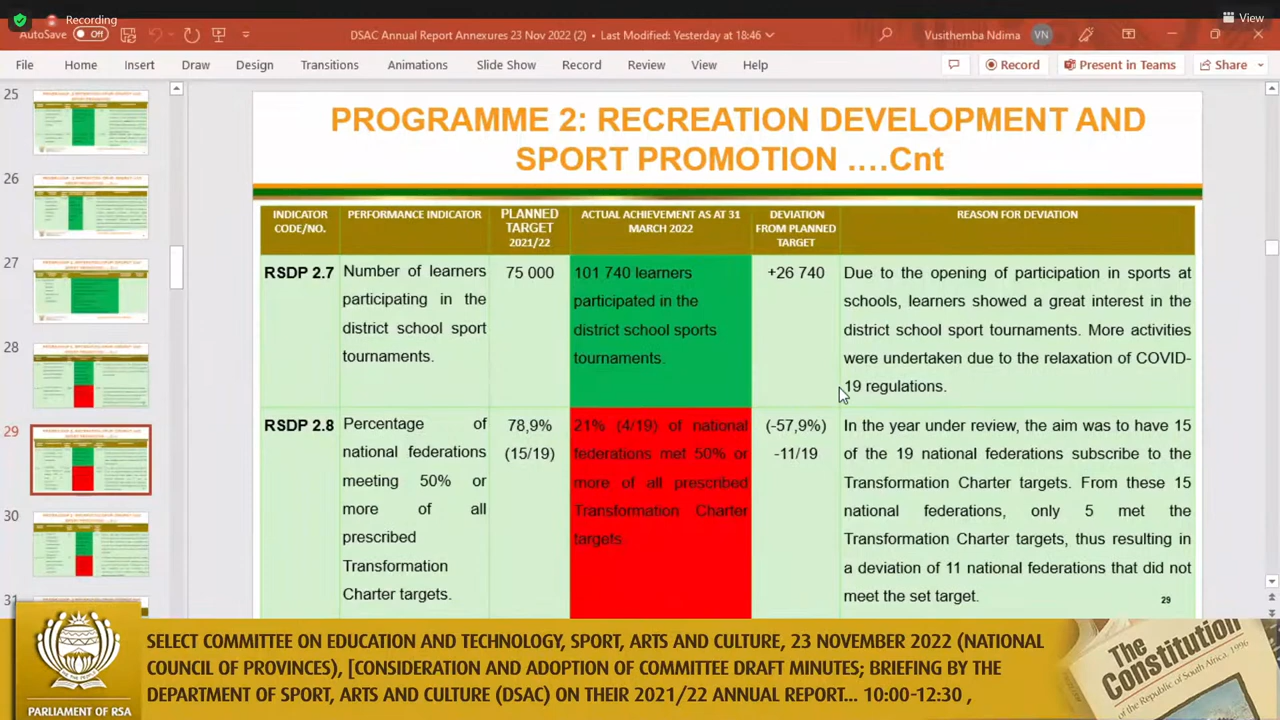 Recording
View
AutoSave Off
DSAC Annual Report Annexures 23 Nov 2022 (2) • Last Modified: Yesterday at 18:46
Vusithemba Ndima VN
File Home Insert Draw Design Transitions Animations Slide Show Record Review View Help
Record Present in Teams Share
25
26
27
28
29
30
31
PROGRAMME 2: RECREATION DEVELOPMENT AND
SPORT PROMOTION ....Cnt
INDICATOR
CODE/NO.
PERFORMANCE INDICATOR
PLANNED
TARGET
2021/22
ACTUAL ACHIEVEMENT AS AT 31
MARCH 2022
DEVIATION
FROM PLANNED
TARGET
REASON FOR DEVIATION
RSDP 2.7
Number of learners
participating in the
district school sport
tournaments.
75 000
101 740 learners
participated in the
district school sports
tournaments.
+26 740
Due to the opening of participation in sports at
schools, learners showed a great interest in the
district school sport tournaments. More activities
were undertaken due to the relaxation of COVID-
19 regulations.
RSDP 2.8
Percentage of
national federations
meeting 50% or
more of all
prescribed
Transformation
Charter targets.
78,9%
(15/19)
21% (4/19) of national
federations met 50% or
more of all prescribed
Transformation Charter
targets.
(-57,9%)
-11/19
In the year under review, the aim was to have 15
of the 19 national federations subscribe to the
Transformation Charter targets. From these 15
national federations, only 5 met the
Transformation Charter targets, thus resulting in
a deviation of 11 national federations that did not
meet the set target.
29
SELECT COMMITTEE ON EDUCATION AND TECHNOLOGY, SPORT, ARTS AND CULTURE, 23 NOVEMBER 2022 (NATIONAL
COUNCIL OF PROVINCES), [CONSIDERATION AND ADOPTION OF COMMITTEE DRAFT MINUTES; BRIEFING BY THE
DEPARTMENT OF SPORT, ARTS AND CULTURE (DSAC) ON THEIR 2021/22 ANNUAL REPORT... 10:00-12:30 ,
PARLIAMENT OF RSA
The
Constitution
of the Republic of South Africa, 1996